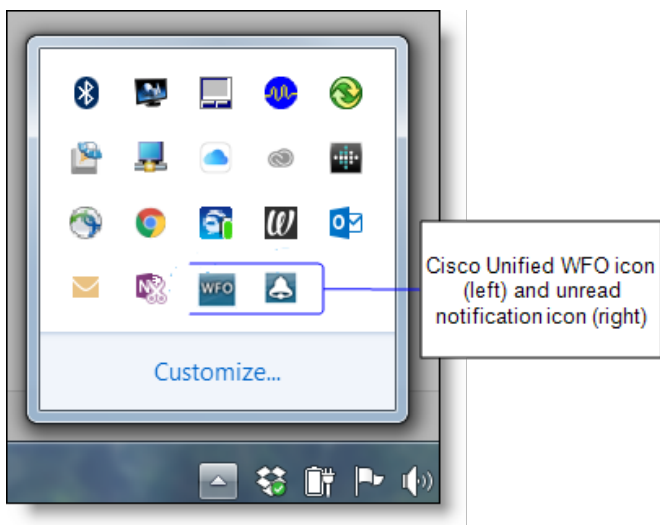 WFO
Cisco Unified WFO icon
(left) and unread
notification icon (right)
Customize...